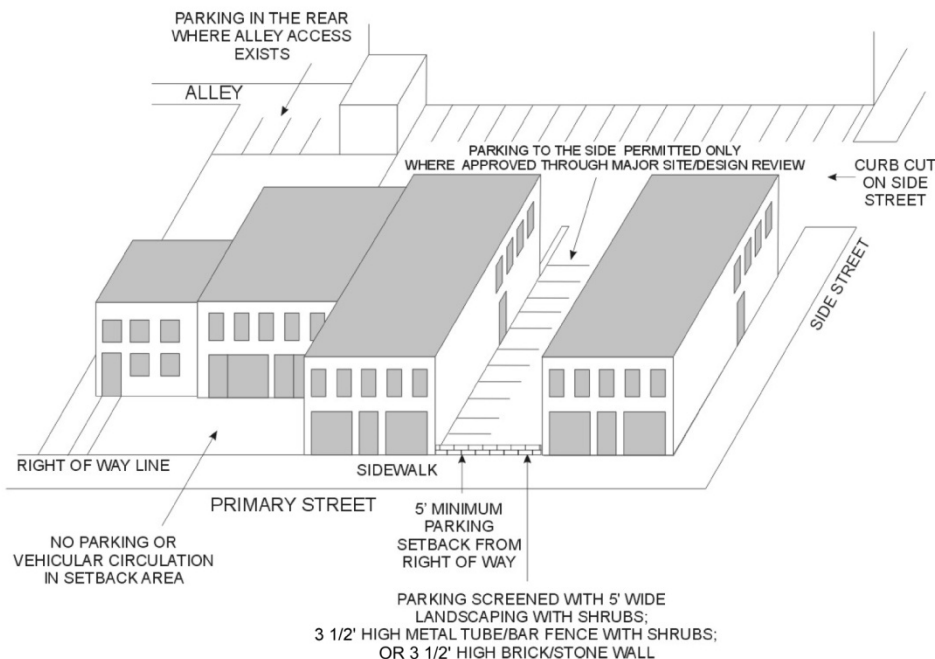 PARKING IN THE REAR
WHERE ALLEY ACCESS
EXISTS
ALLEY
PARKING TO THE SIDE PERMITTED ONLY
WHERE APPROVED THROUGH MAJOR SITE/DESIGN REVIEW
CURB CUT
ON SIDE
STREET
SIDE STREET
RIGHT OF WAY LINE
SIDEWALK
PRIMARY STREET
NO PARKING OR
VEHICULAR CIRCULATION
IN SETBACK AREA
5' MINIMUM
PARKING
SETBACK FROM
RIGHT OF WAY
PARKING SCREENED WITH 5' WIDE
LANDSCAPING WITH SHRUBS;
3 1/2' HIGH METAL TUBE/BAR FENCE WITH SHRUBS;
OR 3 1/2' HIGH BRICK/STONE WALL